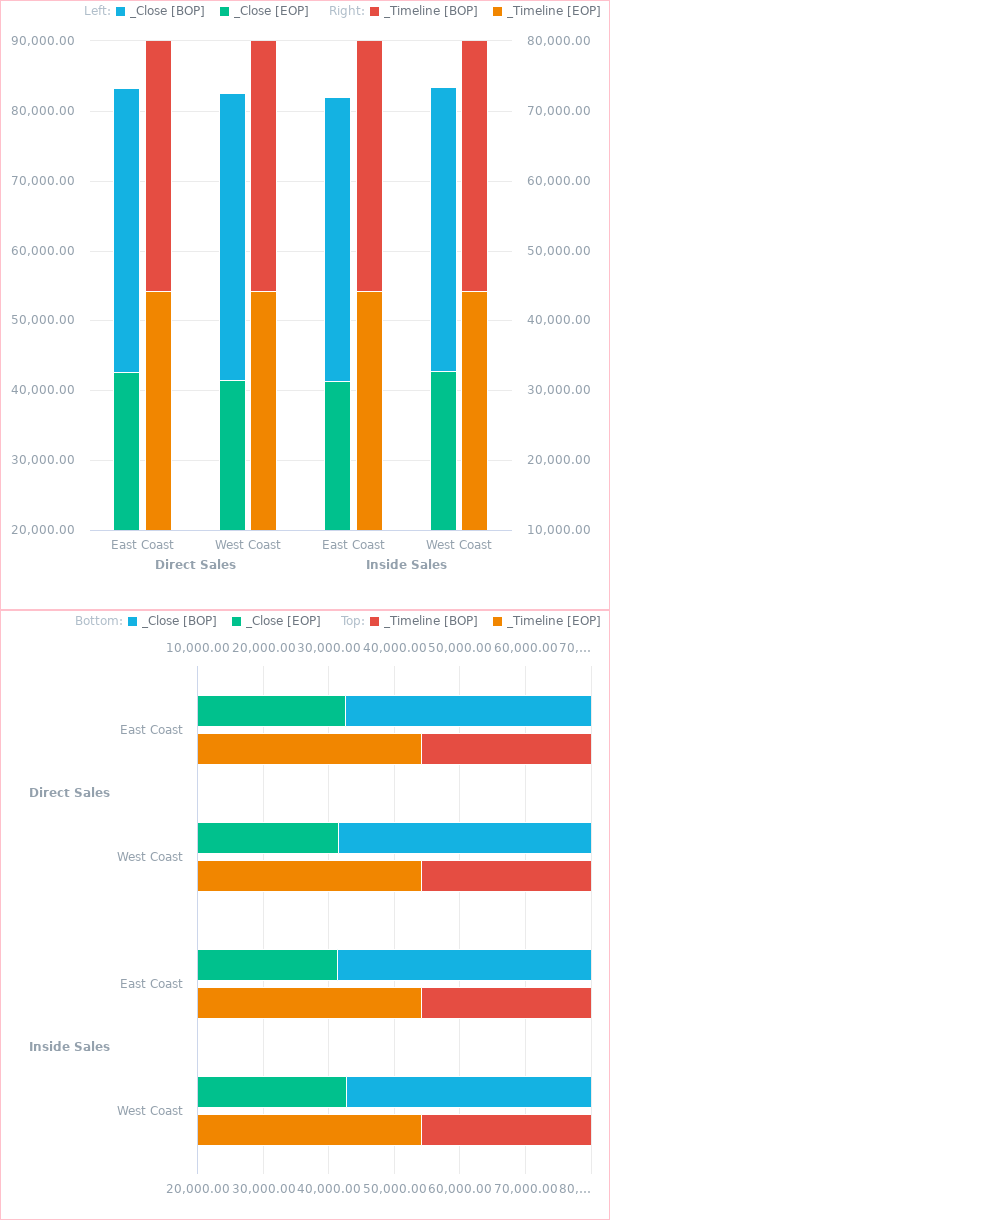 Left: _Close [BOP] _Close [EOP] Right: _Timeline [BOP] _Timeline [EOP]
90,000.00 80,000.00
80,000.00 70,000.00
70,000.00 60,000.00
60,000.00 50,000.00
50,000.00 40,000.00
40,000.00 30,000.00
30,000.00 20,000.00
20,000.00 10,000.00
East Coast West Coast East Coast West Coast
Direct Sales Inside Sales
Bottom: _Close [BOP] _Close [EOP] Top: _Timeline [BOP] _Timeline [EOP]
10,000.00 20,000.00 30,000.00 40,000.00 50,000.00 60,000.00 70,...
East Coast
Direct Sales
West Coast
East Coast
Inside Sales
West Coast
20,000.00 30,000.00 40,000.00 50,000.00 60,000.00 70,000.00 80,...